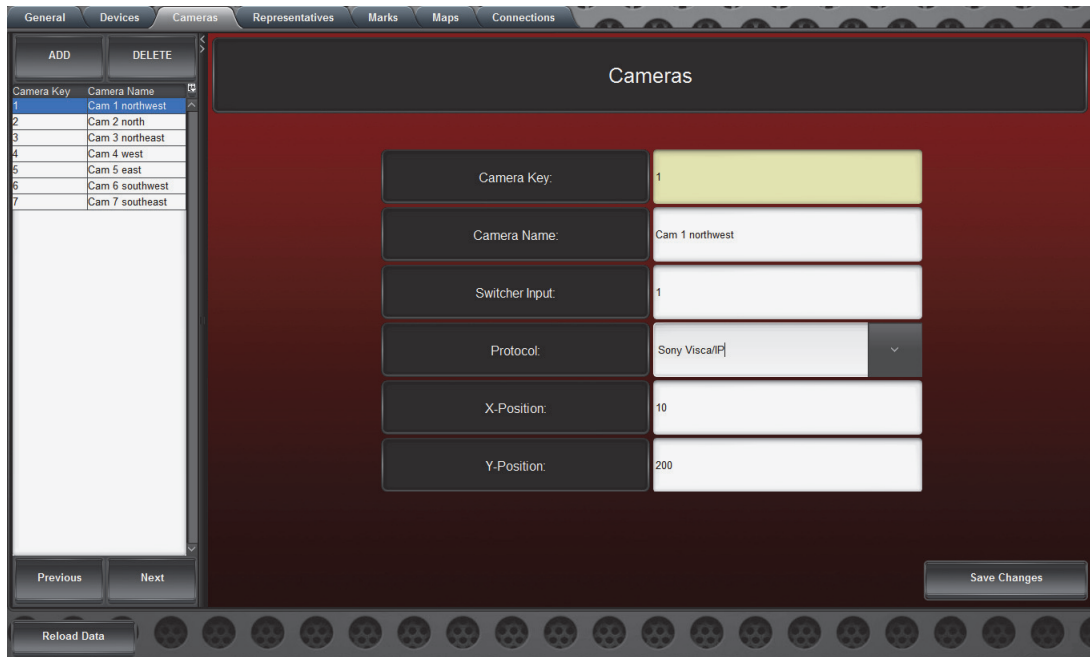 General Devices Cameras Representatives Marks Maps Connections
ADD DELETE
Cameras
Camera Key Camera Name
1 Cam 1 northwest
2 Cam 2 north
3 Cam 3 northeast
4 Cam 4 west
5 Cam 5 east
6 Cam 6 southwest
7 Cam 7 southeast
Camera Key: 1
Camera Name: Cam 1 northwest
Switcher Input: 1
Protocol: Sony Visca/IP
X-Position: 10
Y-Position: 200
Previous Next
Save Changes
Reload Data